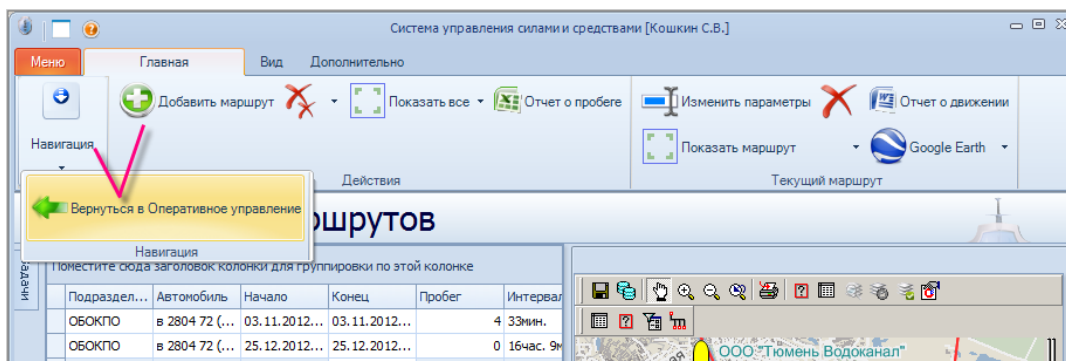 Система управления силами и средствами [Кошкин С.В.]
Меню Главная Вид Дополнительно
Навигация
Добавить маршрут Показать все Отчет о пробеге
Действия
Изменить параметры Отчет о движении
Показать маршрут Google Earth
Текущий маршрут
Вернуться в Оперативное управление
Навигация
шрутов
Поместите сюда заголовок колонки для группировки по этой колонке
Подраздел... Автомобиль Начало Конец Пробег Интервал
ОБОКПО в 2804 72 (... 03.11.2012... 03.11.2012... 4 33мин.
ОБОКПО в 2804 72 (... 25.12.2012... 25.12.2012... 0 16час. 9м
ООО "Тюмень Водоканал"